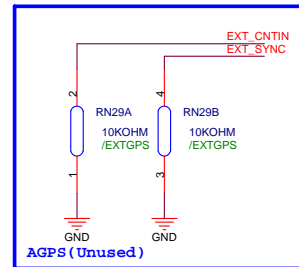 EXT_CNTIN
EXT_SYNC
2
4
RN29A
RN29B
10KOHM
10KOHM
/EXTGPS
/EXTGPS
1
3
GND
GND
AGPS(Unused)